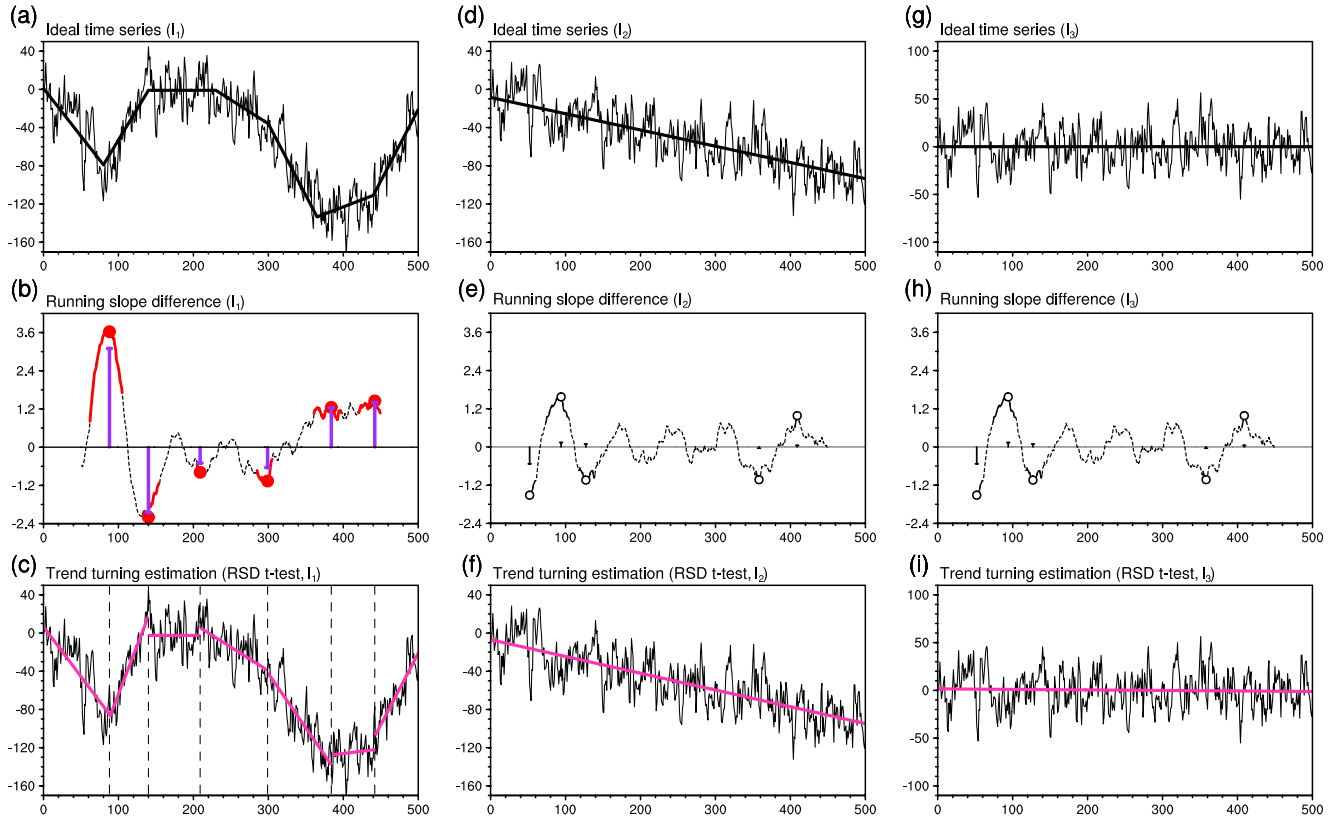 (a)
Ideal time series (I₁)
40
0
-40
-80
-120
-160
0 100 200 300 400 500
(d)
Ideal time series (I₂)
40
0
-40
-80
-120
-160
0 100 200 300 400 500
(g)
Ideal time series (I₃)
100
50
0
-50
-100
0 100 200 300 400 500
(b)
Running slope difference (I₁)
3.6
2.4
1.2
0
-1.2
-2.4
0 100 200 300 400 500
(e)
Running slope difference (I₂)
3.6
2.4
1.2
0
-1.2
-2.4
0 100 200 300 400 500
(h)
Running slope difference (I₃)
3.6
2.4
1.2
0
-1.2
-2.4
0 100 200 300 400 500
(c)
Trend turning estimation (RSD t-test, I₁)
40
0
-40
-80
-120
-160
0 100 200 300 400 500
(f)
Trend turning estimation (RSD t-test, I₂)
40
0
-40
-80
-120
-160
0 100 200 300 400 500
(i)
Trend turning estimation (RSD t-test, I₃)
100
50
0
-50
-100
0 100 200 300 400 500